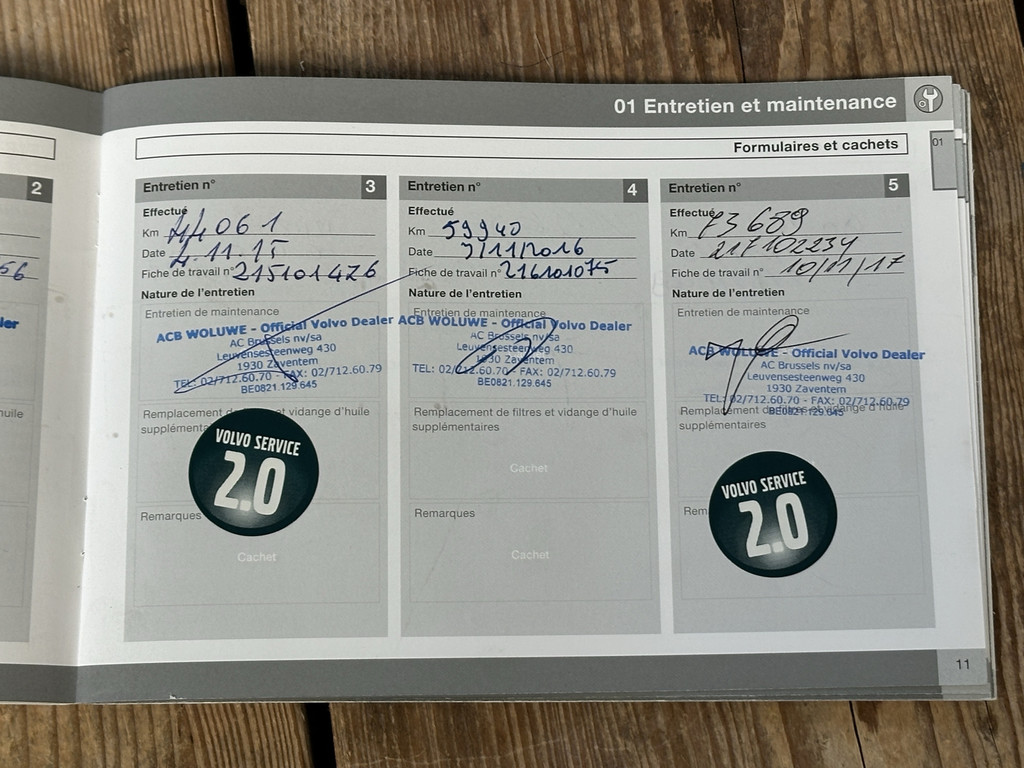 01 Entretien et maintenance
Formulaires et cachets
01
2
56
Entretien n° 3
Effectué
Km 44061
Date 4.11.15
Fiche de travail n° 215101476
Nature de l'entretien
Entretien de maintenance
ACB WOLUWE - Official Volvo Dealer
AC Brussels nv/sa
Leuvensesteenweg 430
1930 Zaventem
TEL: 02/712.60.70 - FAX: 02/712.60.79
BE0821.129.645
Remplacement de filtres et vidange d'huile
supplémentaires
VOLVO SERVICE
2.0
Remarques
Cachet
Entretien n° 4
Effectué
Km 59940
Date 7/11/2016
Fiche de travail n° 216101075
Nature de l'entretien
Entretien de maintenance
ACB WOLUWE - Official Volvo Dealer
AC Brussels nv/sa
Leuvensesteenweg 430
1930 Zaventem
TEL: 02/712.60.70 - FAX: 02/712.60.79
BE0821.129.645
Remplacement de filtres et vidange d'huile
supplémentaires
Cachet
Remarques
Cachet
Entretien n° 5
Effectué
Km 73689
Date 217102234
Fiche de travail n° 10/11/17
Nature de l'entretien
Entretien de maintenance
ACB WOLUWE - Official Volvo Dealer
AC Brussels nv/sa
Leuvensesteenweg 430
1930 Zaventem
TEL: 02/712.60.70 - FAX: 02/712.60.79
BE0821.129.645
Remplacement de filtres et vidange d'huile
supplémentaires
VOLVO SERVICE
2.0
Rem
11